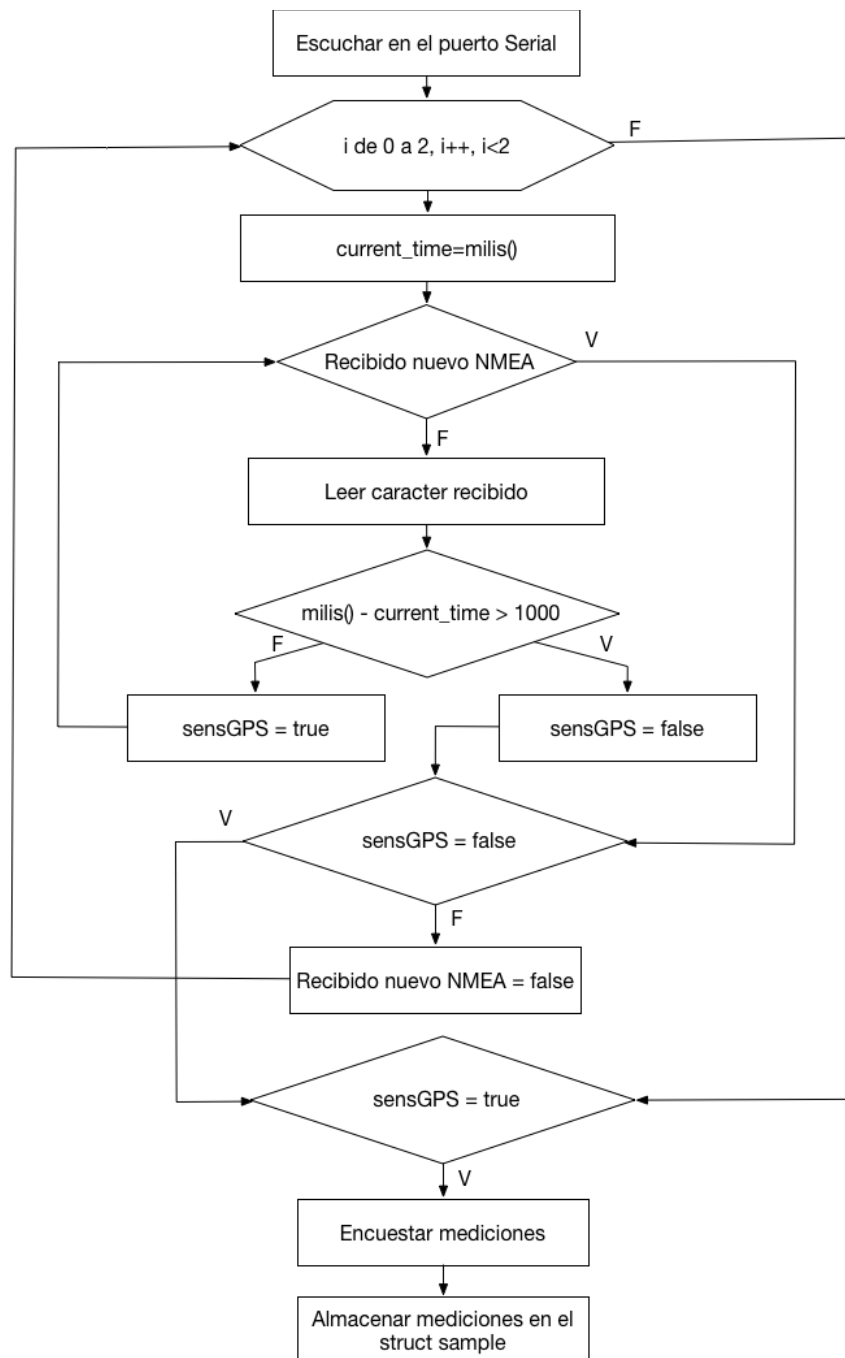 Escuchar en el puerto Serial
F
i de 0 a 2, i++, i<2
current_time=milis()
V
Recibido nuevo NMEA
F
Leer caracter recibido
milis() - current_time > 1000
F
V
sensGPS = true
sensGPS = false
V
sensGPS = false
F
Recibido nuevo NMEA = false
sensGPS = true
V
Encuestar mediciones
Almacenar mediciones en el
struct sample